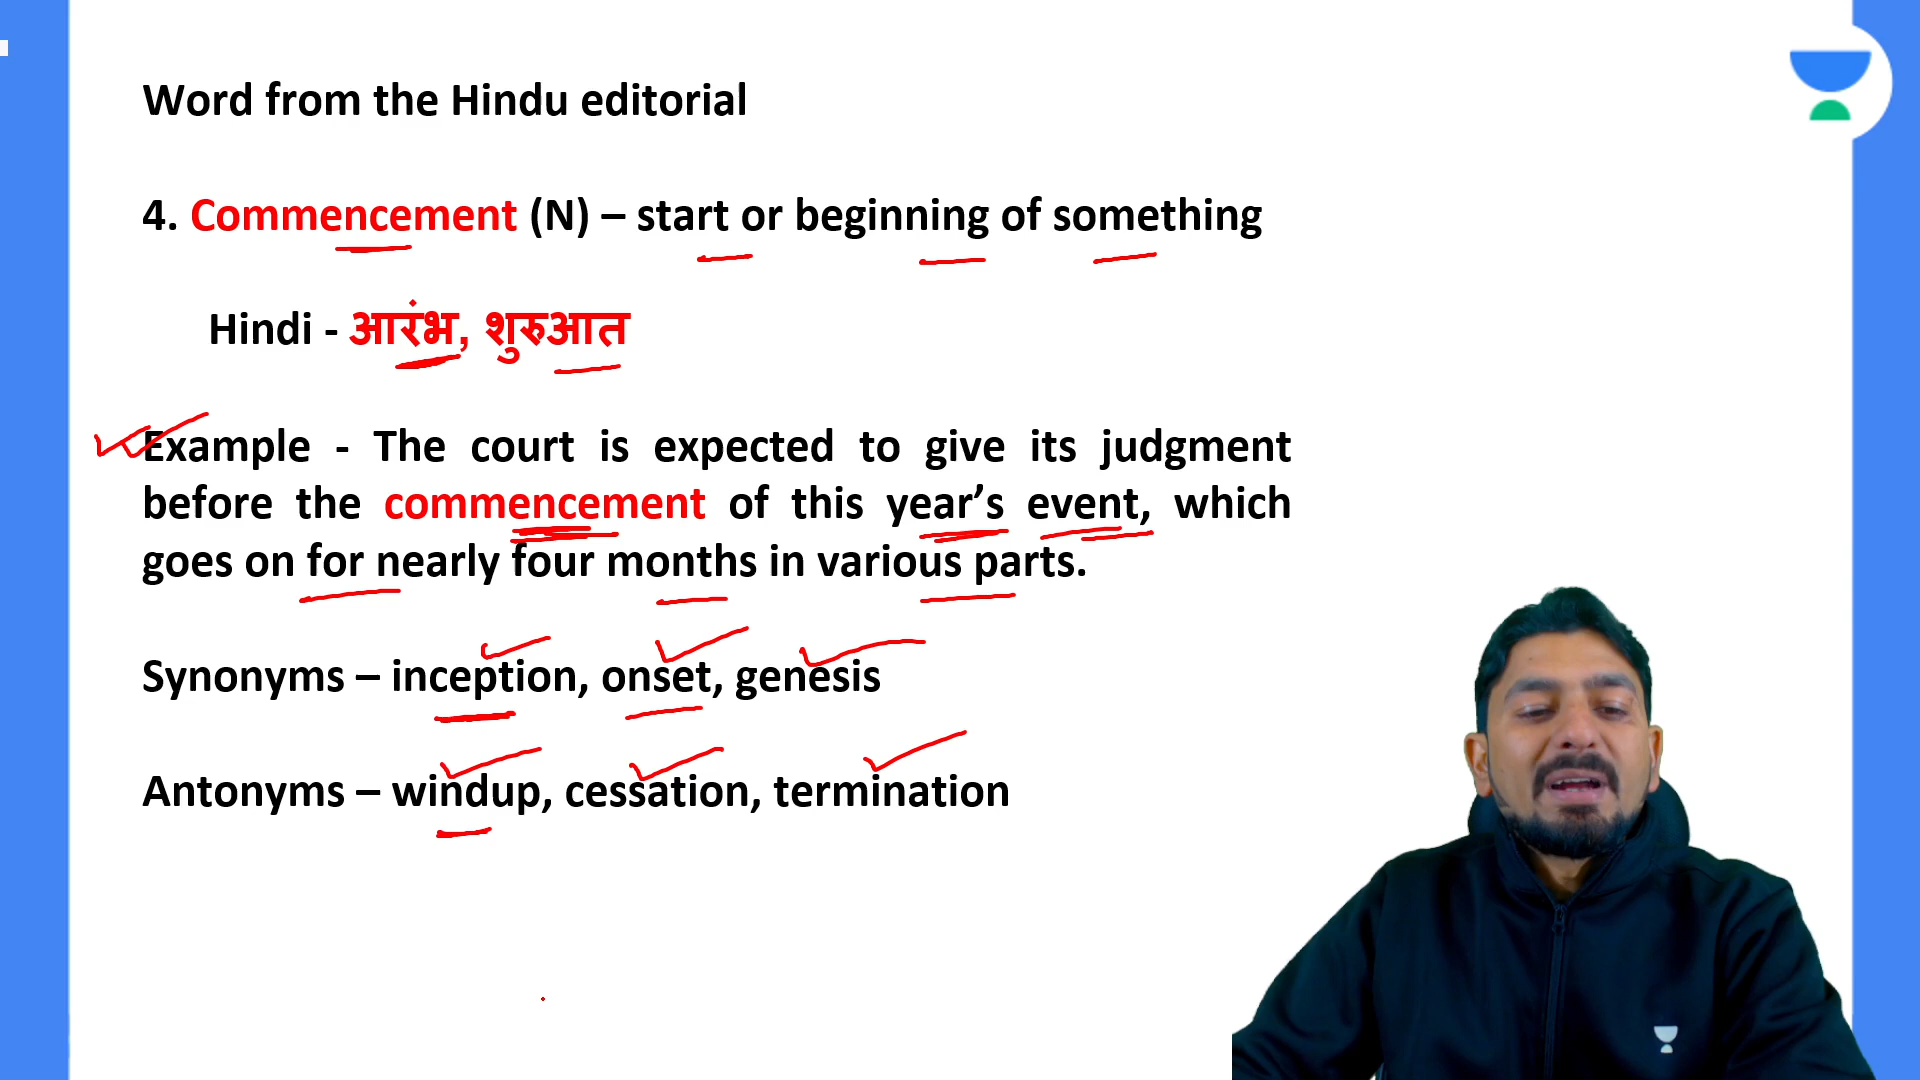 Word from the Hindu editorial
4. Commencement (N) – start or beginning of something
Hindi - आरंभ, शुरुआत
Example - The court is expected to give its judgment
before the commencement of this year’s event, which
goes on for nearly four months in various parts.
Synonyms – inception, onset, genesis
Antonyms – windup, cessation, termination